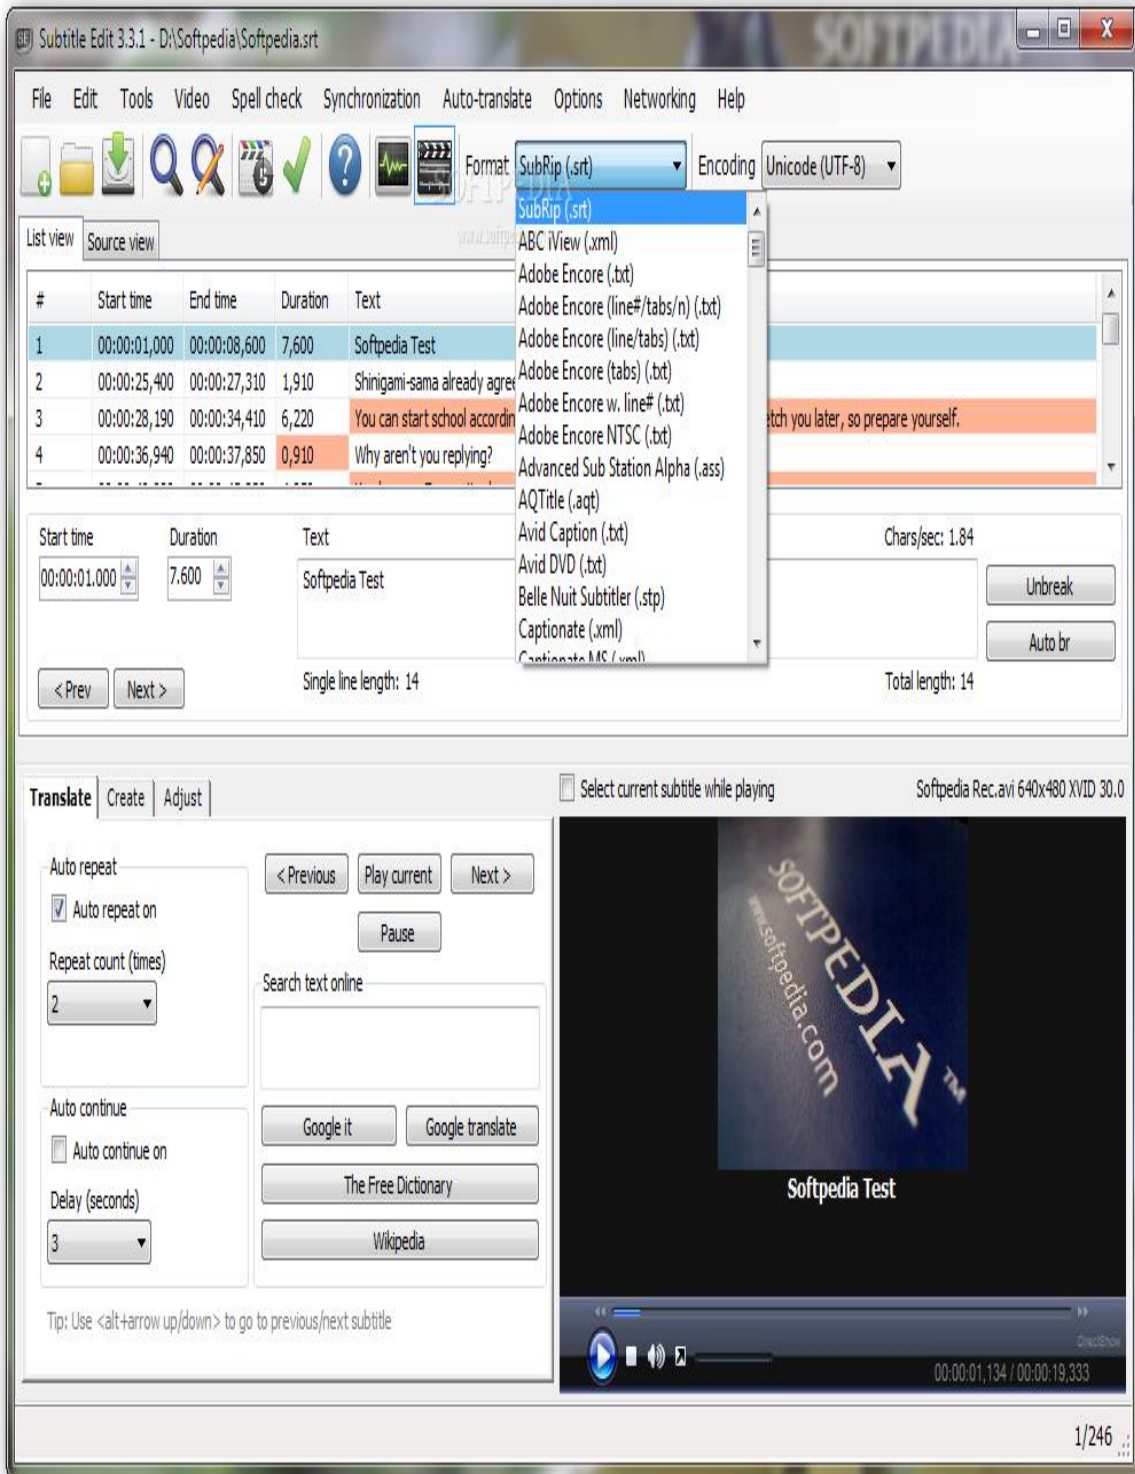 Subtitle Edit 3.3.1 - D:\Softpedia\Softpedia.srt
SOFTPEDIA
File Edit Tools Video Spell check Synchronization Auto-translate Options Networking Help
Format SubRip (.srt) Encoding Unicode (UTF-8)
SOFTPEDIA
SubRip (.srt)
ABC iView (.xml)
Adobe Encore (.txt)
Adobe Encore (line#/tabs/n) (.txt)
Adobe Encore (line/tabs) (.txt)
Adobe Encore (tabs) (.txt)
Adobe Encore w. line# (.txt)
Adobe Encore NTSC (.txt)
Advanced Sub Station Alpha (.ass)
AQTitle (.aqt)
Avid Caption (.txt)
Avid DVD (.txt)
Belle Nuit Subtitler (.stp)
Captionate (.xml)
Captionate MS (.xml)
List view Source view
# Start time End time Duration Text
1 00:00:01,000 00:00:08,600 7,600 Softpedia Test
2 00:00:25,400 00:00:27,310 1,910 Shinigami-sama already agre
3 00:00:28,190 00:00:34,410 6,220 You can start school accordin etch you later, so prepare yourself.
4 00:00:36,940 00:00:37,850 0,910 Why aren't you replying?
Start time Duration Text Chars/sec: 1.84
00:00:01.000 7.600 Softpedia Test
Unbreak
Auto br
< Prev Next > Single line length: 14 Total length: 14
Translate Create Adjust
Select current subtitle while playing Softpedia Rec.avi 640x480 XVID 30.0
Auto repeat
Auto repeat on
Repeat count (times)
2
Auto continue
Auto continue on
Delay (seconds)
3
< Previous Play current Next >
Pause
Search text online
Google it Google translate
The Free Dictionary
Wikipedia
Tip: Use <alt+arrow up/down> to go to previous/next subtitle
SOFTPEDIA™
www.softpedia.com
Softpedia Test
DirectShow
00:00:01,134 / 00:00:19,333
1/246